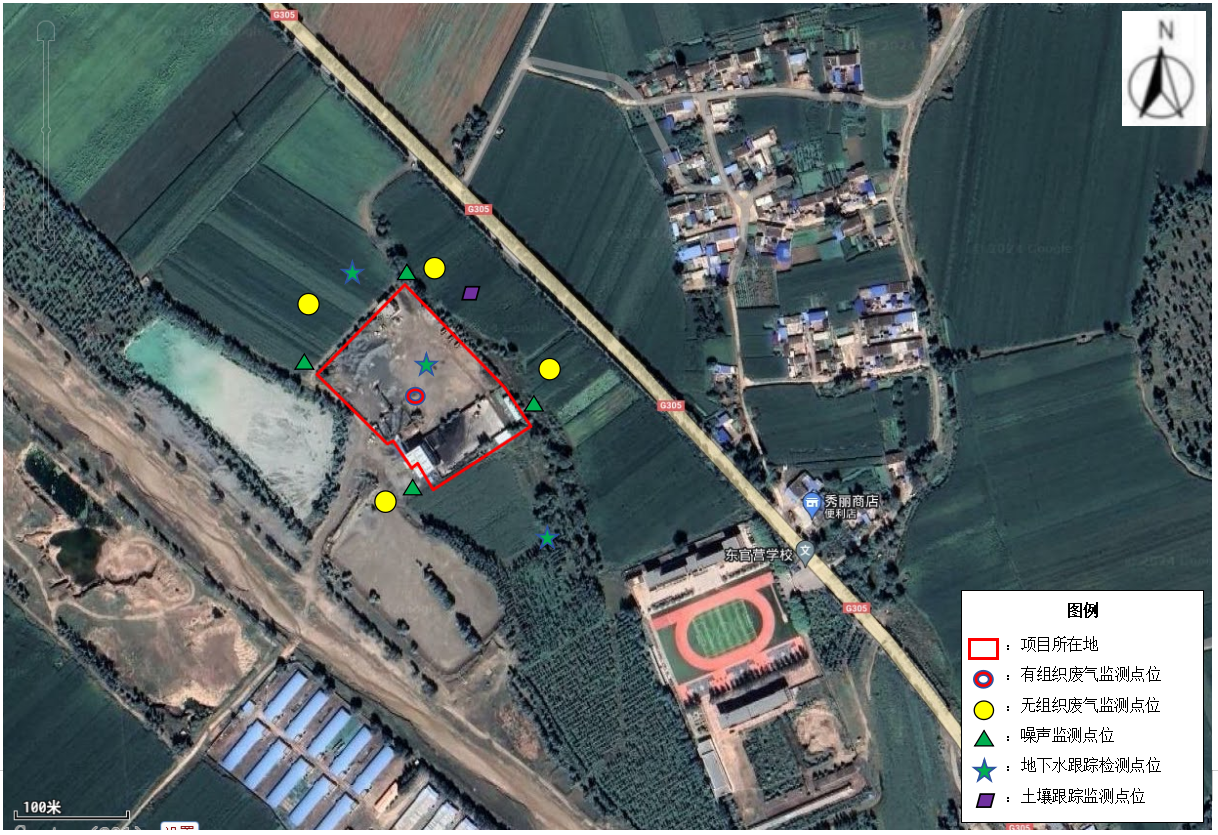 G305
N
G305
G305
秀丽商店
便利店
东官营学校
G305
图例
：项目所在地
：有组织废气监测点位
：无组织废气监测点位
：噪声监测点位
：地下水跟踪检测点位
：土壤跟踪监测点位
100米
设置
G305